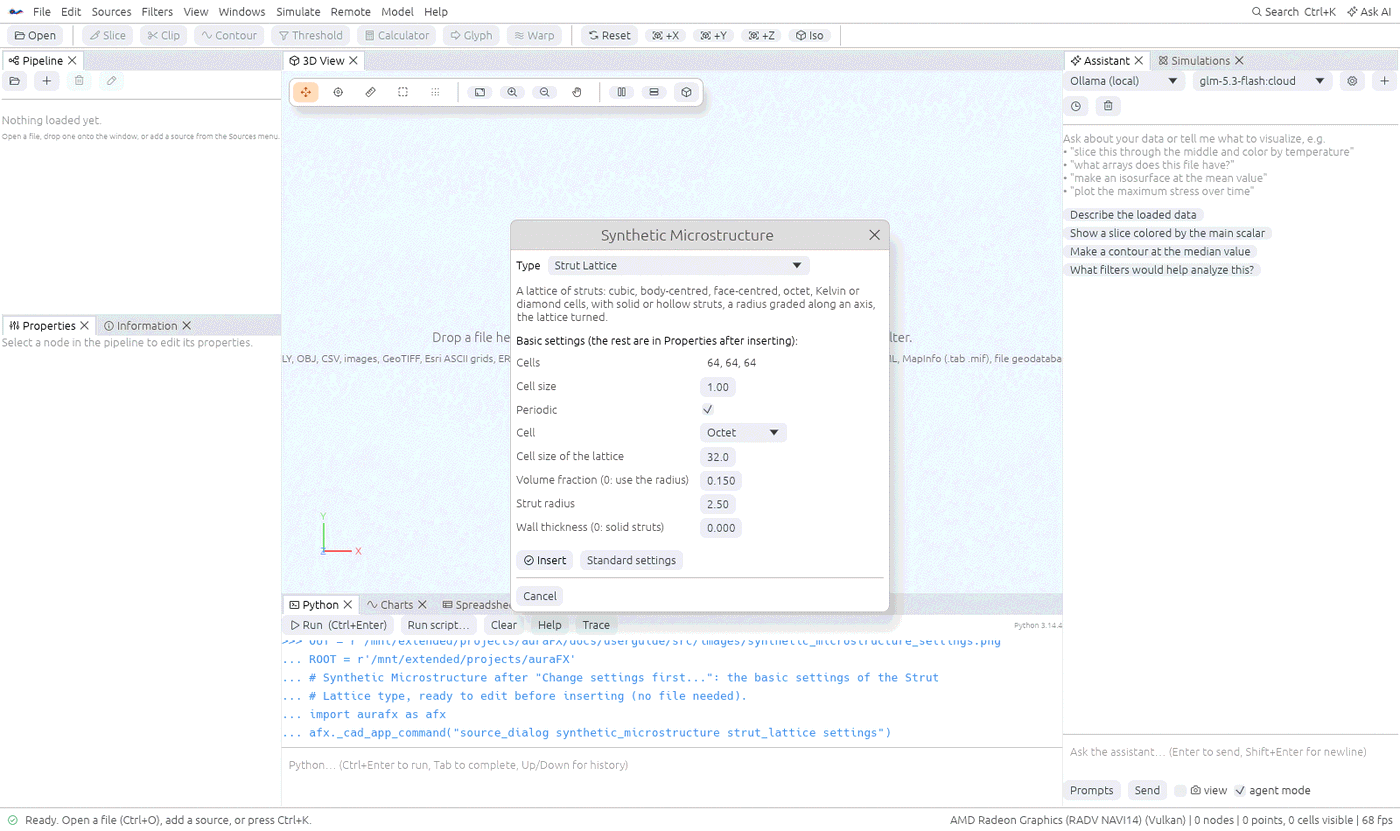 File Edit Sources Filters View Windows Simulate Remote Model Help
Search Ctrl+K Ask AI
Open Slice Clip Contour Threshold Calculator Glyph Warp Reset +X +Y +Z Iso
Pipeline
Nothing loaded yet.
Open a file, drop one onto the window, or add a source from the Sources menu.
Properties Information
Select a node in the pipeline to edit its properties.
3D View
Drop a file he
lter.
LY, OBJ, CSV, images, GeoTIFF, Esri ASCII grids, ER
ML, MapInfo (.tab .mif), file geodataba
Y
Z
X
Synthetic Microstructure
Type Strut Lattice
A lattice of struts: cubic, body-centred, face-centred, octet, Kelvin or
diamond cells, with solid or hollow struts, a radius graded along an axis,
the lattice turned.
Basic settings (the rest are in Properties after inserting):
Cells 64, 64, 64
Cell size 1.00
Periodic
Cell Octet
Cell size of the lattice 32.0
Volume fraction (0: use the radius) 0.150
Strut radius 2.50
Wall thickness (0: solid struts) 0.000
Insert Standard settings
Cancel
Python Charts Spreadshee
Run (Ctrl+Enter) Run script... Clear Help Trace
Python 3.14.4
>>> OUT = r'/mnt/extended/projects/auraFX/docs/userguide/src/images/synthetic_microstructure_settings.png
... ROOT = r'/mnt/extended/projects/auraFX'
... # Synthetic Microstructure after "Change settings first...": the basic settings of the Strut
... # Lattice type, ready to edit before inserting (no file needed).
... import aurafx as afx
... afx._cad_app_command("source_dialog synthetic_microstructure strut_lattice settings")
Python... (Ctrl+Enter to run, Tab to complete, Up/Down for history)
Assistant Simulations
Ollama (local) glm-5.3-flash:cloud
Ask about your data or tell me what to visualize, e.g.
• "slice this through the middle and color by temperature"
• "what arrays does this file have?"
• "make an isosurface at the mean value"
• "plot the maximum stress over time"
Describe the loaded data
Show a slice colored by the main scalar
Make a contour at the median value
What filters would help analyze this?
Ask the assistant... (Enter to send, Shift+Enter for newline)
Prompts Send view agent mode
Ready. Open a file (Ctrl+O), add a source, or press Ctrl+K.
AMD Radeon Graphics (RADV NAVI14) (Vulkan) | 0 nodes | 0 points, 0 cells visible | 68 fps